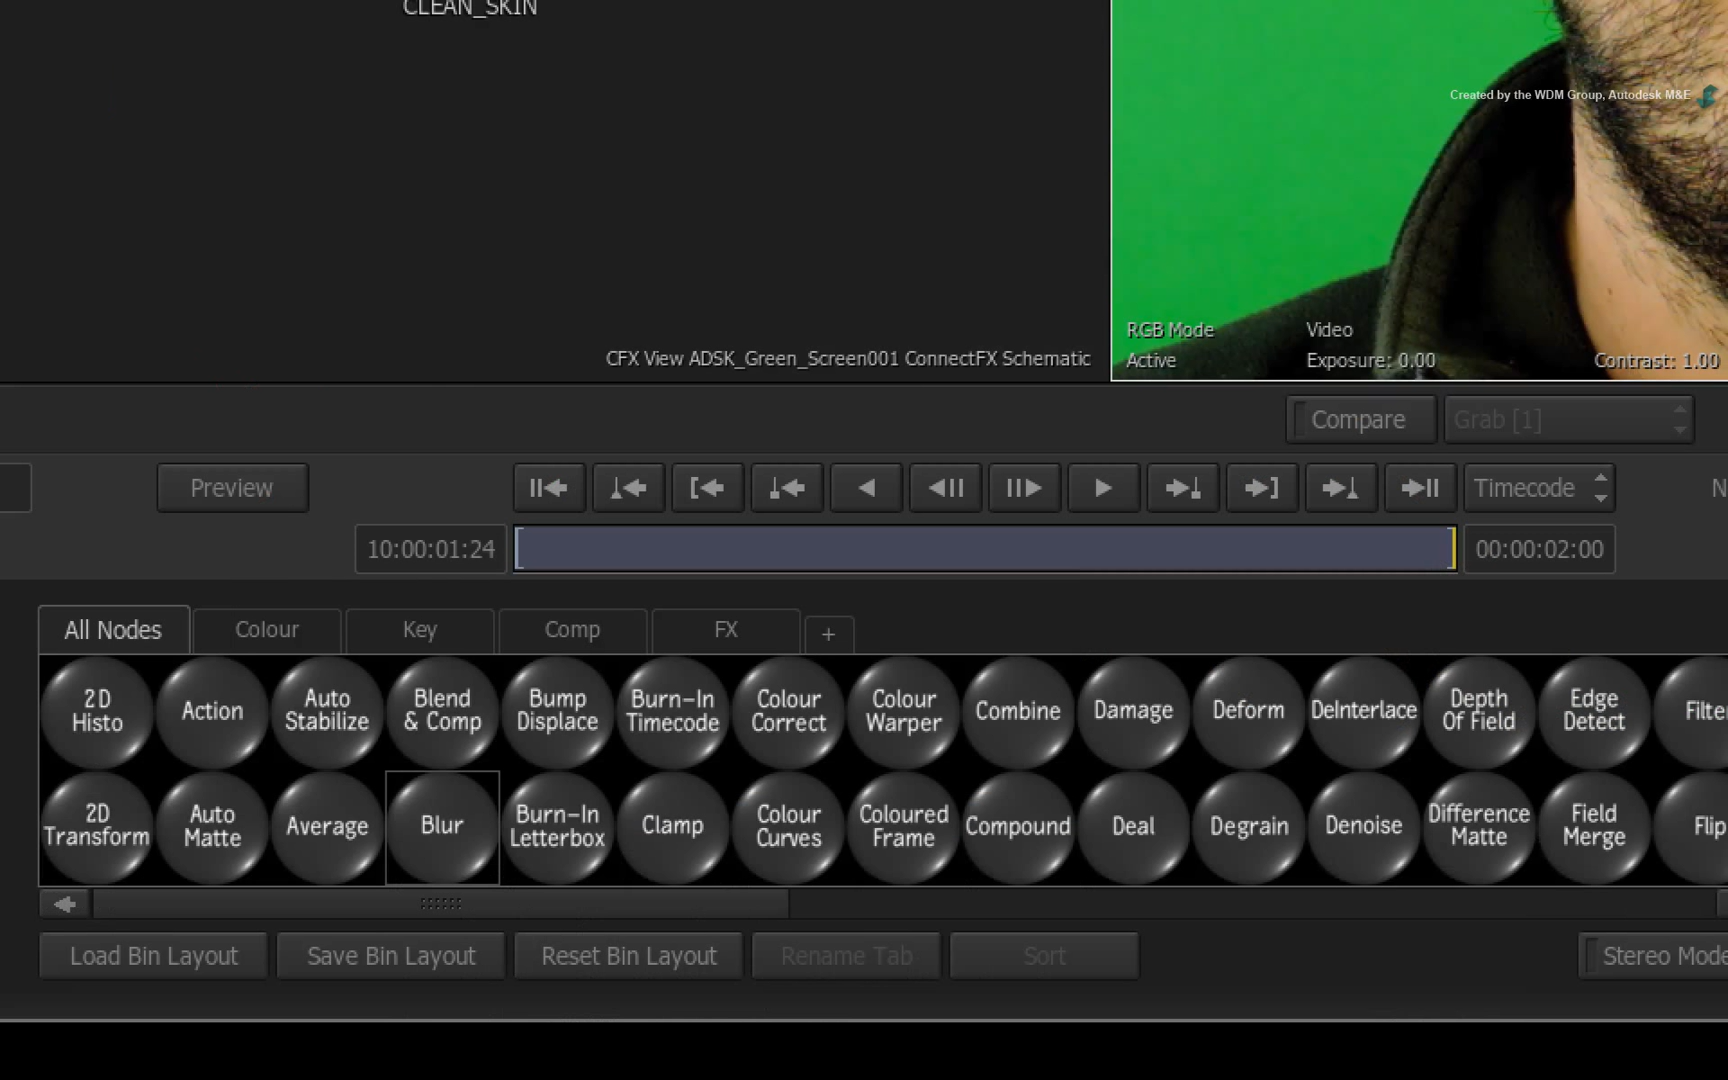 CLEAN_SKIN
Created by the WDM Group, Autodesk M&E
RGB Mode
Video
CFX View ADSK_Green_Screen001 ConnectFX Schematic
Active
Exposure: 0.00
Contrast: 1.00
Compare
Grab [1]
Preview
Timecode
N
10:00:01:24
00:00:02:00
All Nodes
Colour
Key
Comp
FX
+
2D
Histo
Action
Auto
Stabilize
Blend
& Comp
Bump
Displace
Burn-In
Timecode
Colour
Correct
Colour
Warper
Combine
Damage
Deform
DeInterlace
Depth
Of Field
Edge
Detect
Filter
2D
Transform
Auto
Matte
Average
Blur
Burn-In
Letterbox
Clamp
Colour
Curves
Coloured
Frame
Compound
Deal
Degrain
Denoise
Difference
Matte
Field
Merge
Flip
Load Bin Layout
Save Bin Layout
Reset Bin Layout
Rename Tab
Sort
Stereo Mode